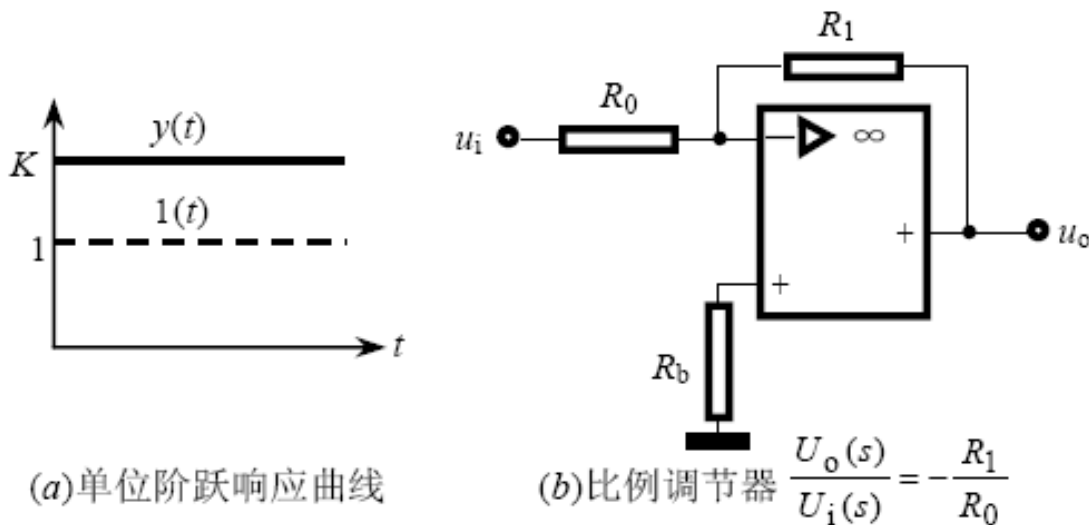 K
y(t)
1(t)
1
t
R₁
R₀
uᵢ
∞
+
uₒ
+
R_b
(a)单位阶跃响应曲线
(b)比例调节器 Uₒ(s)/Uᵢ(s) = −R₁/R₀